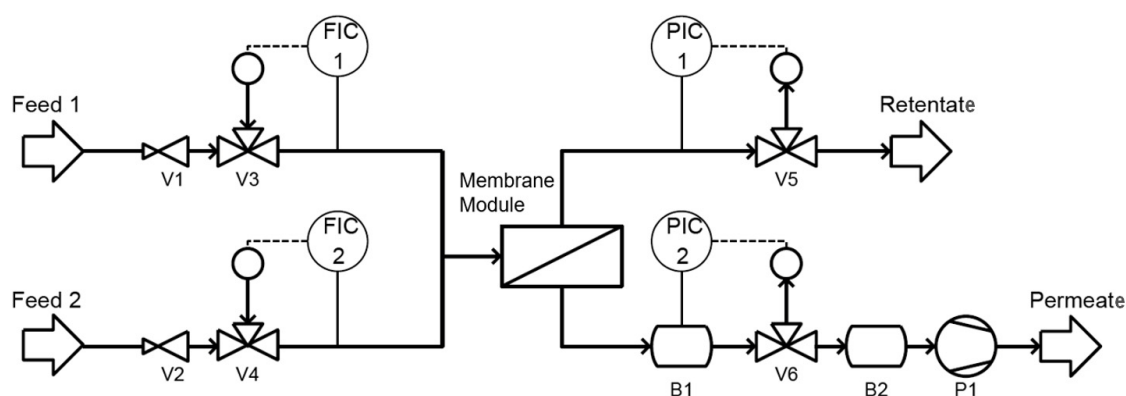 FIC
1
PIC
1
Feed 1
Retentate
V1
V3
V5
Membrane
Module
FIC
2
PIC
2
Feed 2
Permeate
V2
V4
B1
V6
B2
P1